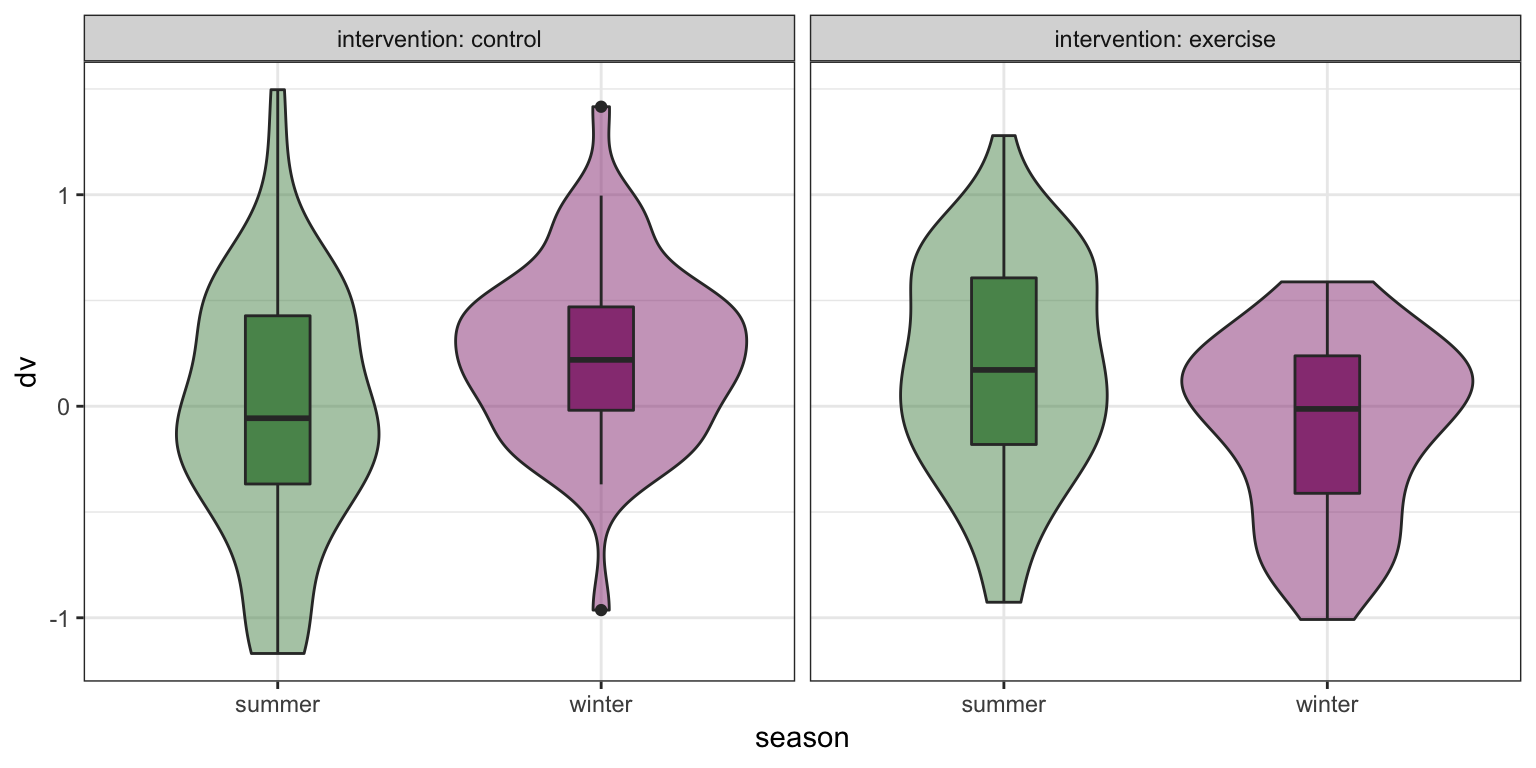 intervention: control
intervention: exercise
dv
1
0
-1
summer
winter
summer
winter
season